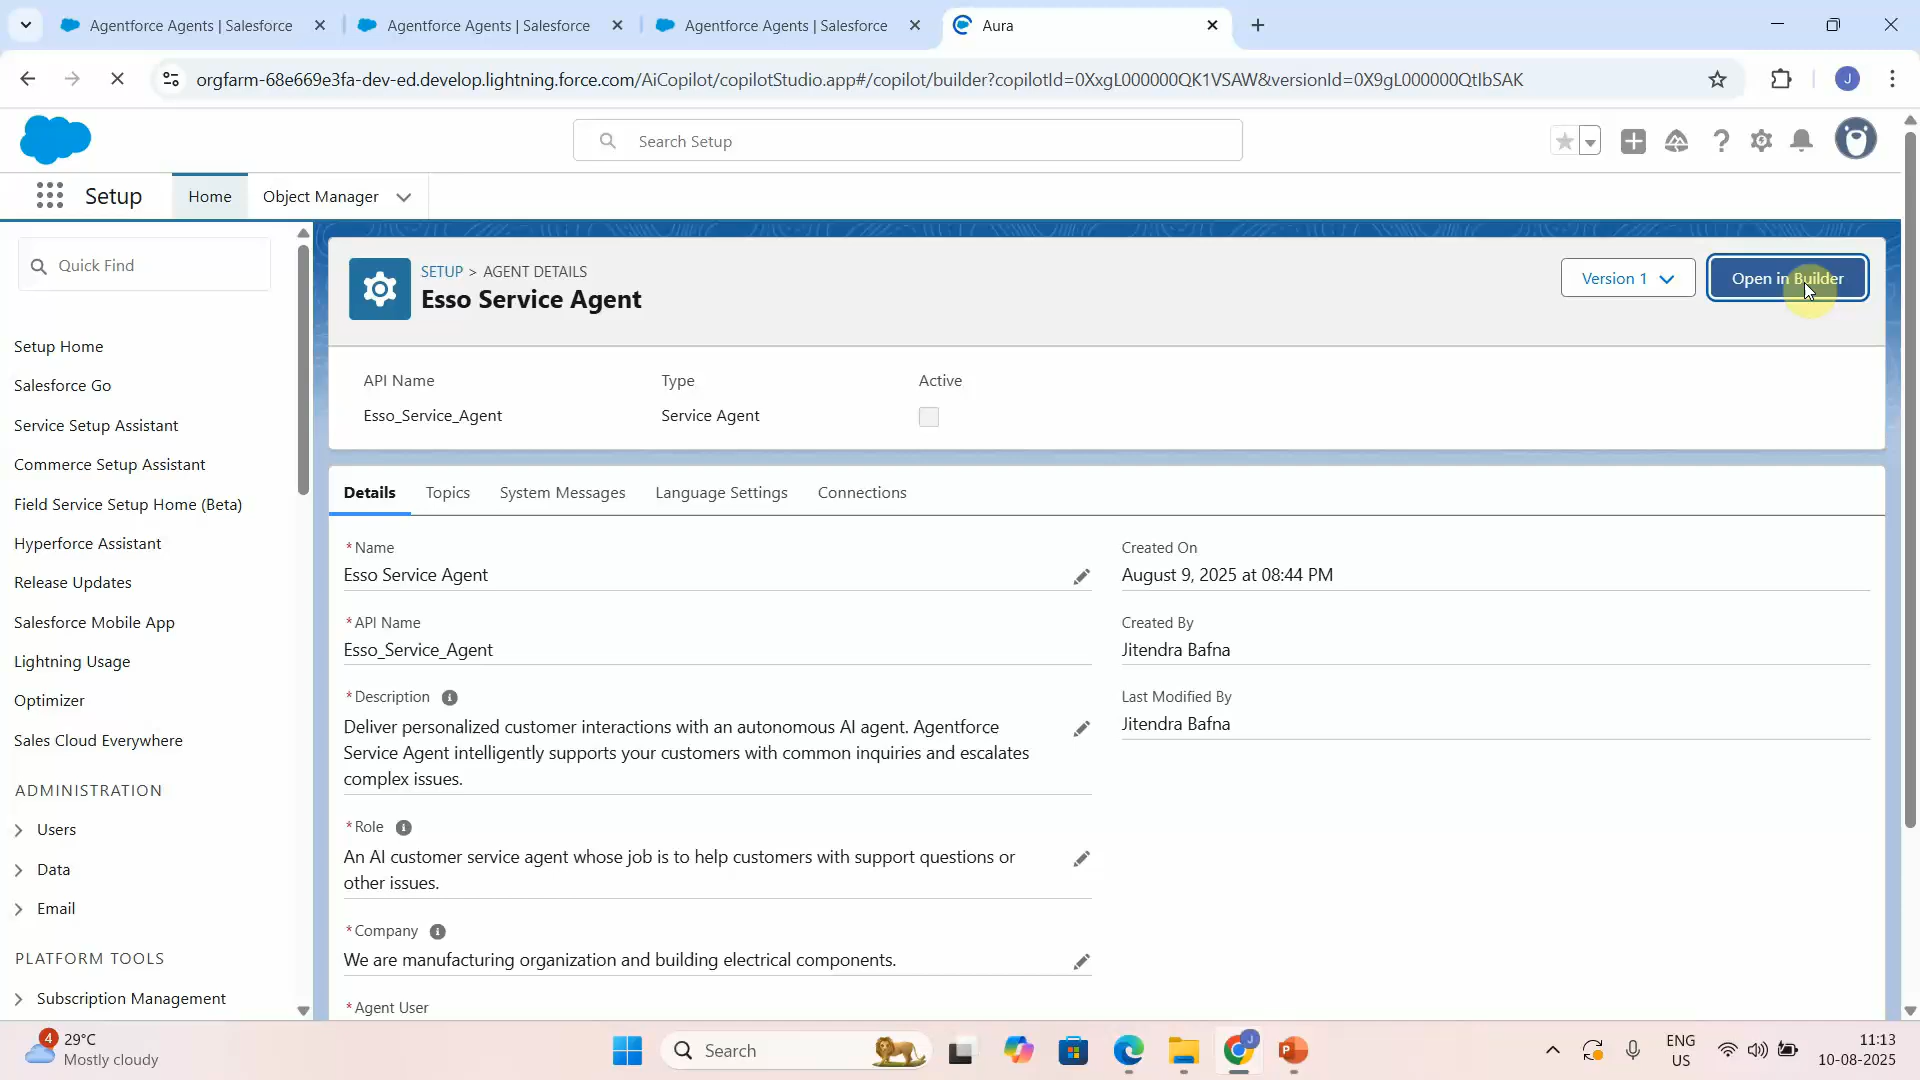 Agentforce Agents | Salesforce
Agentforce Agents | Salesforce
Agentforce Agents | Salesforce
Aura
orgfarm-68e669e3fa-dev-ed.develop.lightning.force.com/AiCopilot/copilotStudio.app#/copilot/builder?copilotId=0XxgL000000QK1VSAW&versionId=0X9gL000000QtIbSAK
J
Search Setup
Setup
Home
Object Manager
Quick Find
Setup Home
Salesforce Go
Service Setup Assistant
Commerce Setup Assistant
Field Service Setup Home (Beta)
Hyperforce Assistant
Release Updates
Salesforce Mobile App
Lightning Usage
Optimizer
Sales Cloud Everywhere
ADMINISTRATION
Users
Data
Email
PLATFORM TOOLS
Subscription Management
SETUP > AGENT DETAILS
Esso Service Agent
Version 1
Open in Builder
API Name
Esso_Service_Agent
Type
Service Agent
Active
Details
Topics
System Messages
Language Settings
Connections
*Name
Esso Service Agent
*API Name
Esso_Service_Agent
*Description
Deliver personalized customer interactions with an autonomous AI agent. Agentforce
Service Agent intelligently supports your customers with common inquiries and escalates
complex issues.
*Role
An AI customer service agent whose job is to help customers with support questions or
other issues.
*Company
We are manufacturing organization and building electrical components.
*Agent User
Created On
August 9, 2025 at 08:44 PM
Created By
Jitendra Bafna
Last Modified By
Jitendra Bafna
4
29°C
Mostly cloudy
Search
J
ENG
US
11:13
10-08-2025